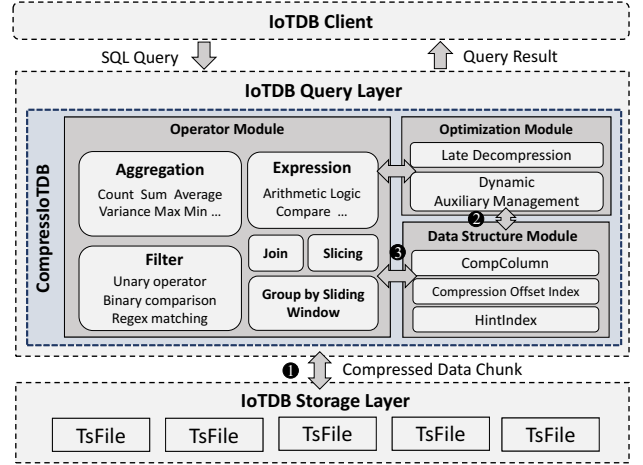 IoTDB Client
SQL Query
Query Result
IoTDB Query Layer
CompressIoTDB
Operator Module
Aggregation
Count Sum Average
Variance Max Min ...
Expression
Arithmetic Logic
Compare ...
Filter
Unary operator
Binary comparison
Regex matching
Join
Slicing
Group by Sliding
Window
Optimization Module
Late Decompression
Dynamic
Auxiliary Management
❷
❸
Data Structure Module
CompColumn
Compression Offset Index
HintIndex
❶
Compressed Data Chunk
IoTDB Storage Layer
TsFile
TsFile
TsFile
TsFile
TsFile